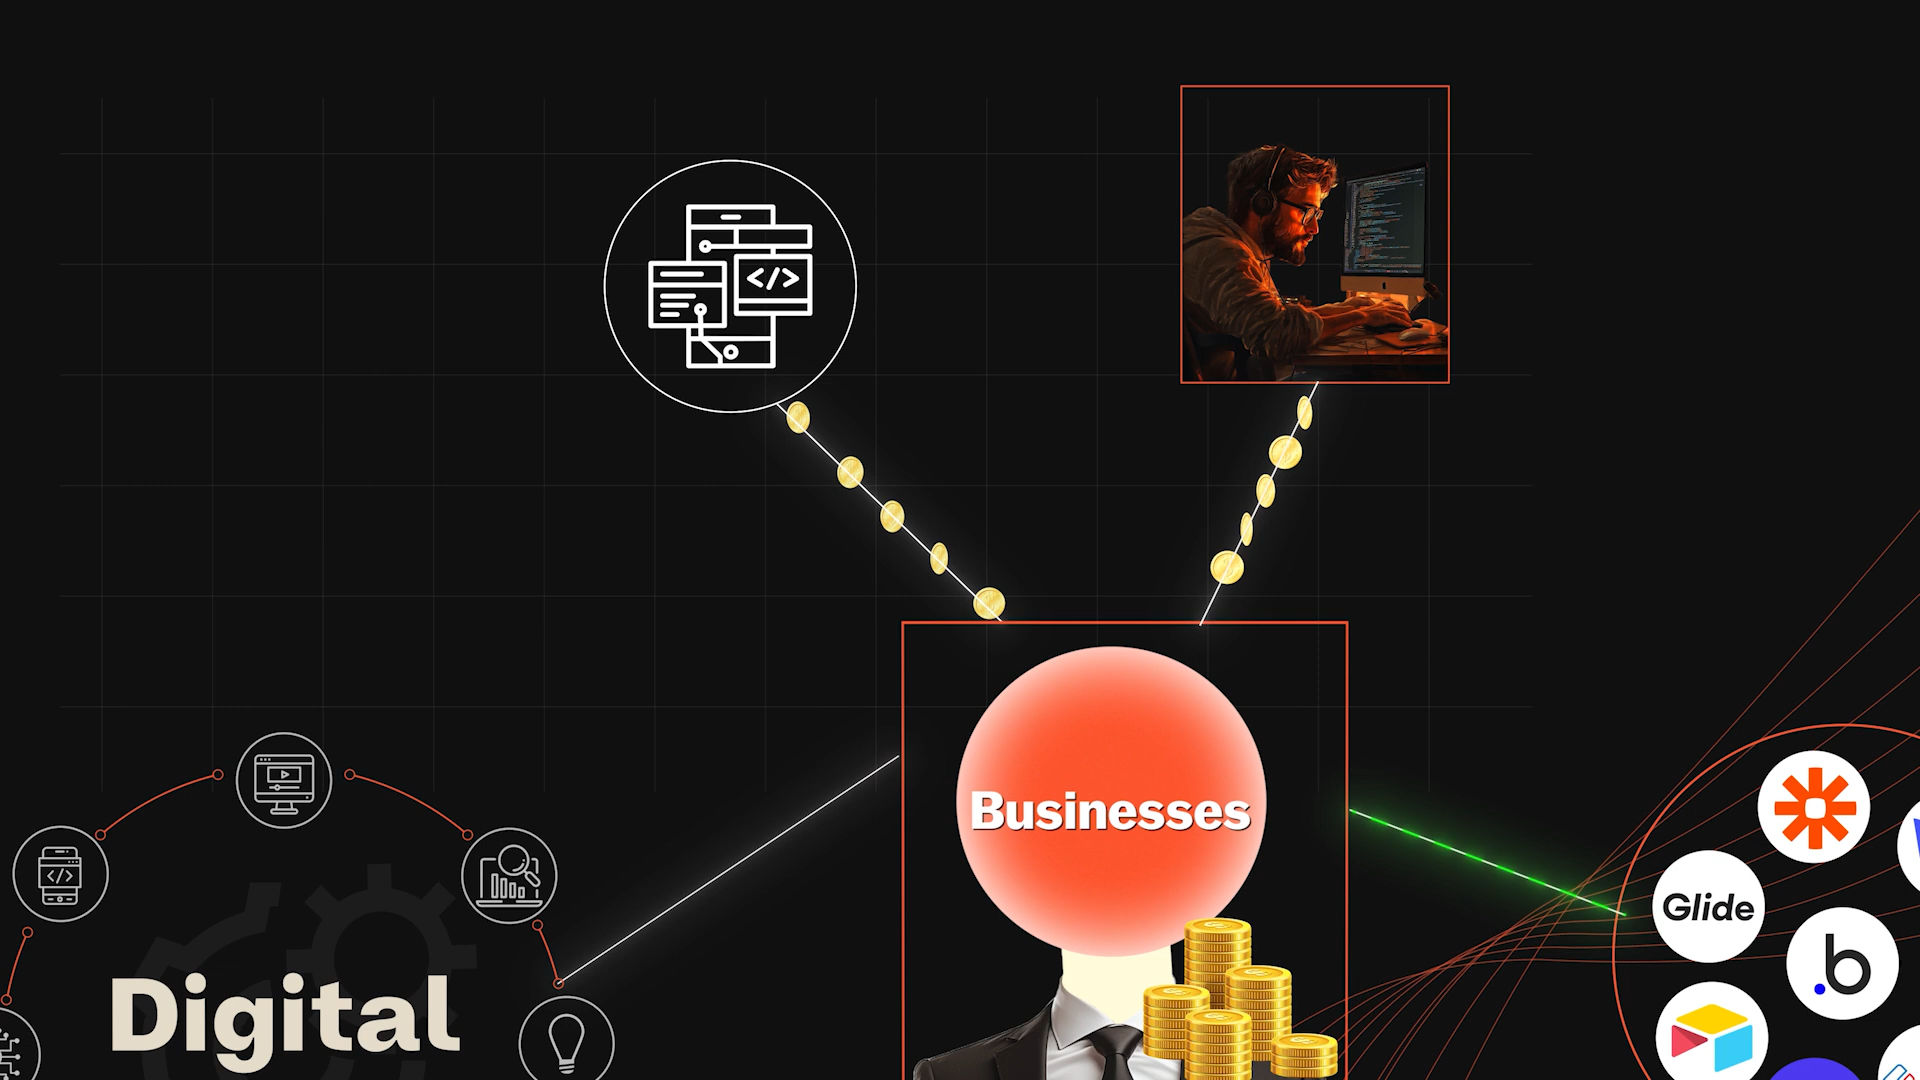 </>
Businesses
</>
Glide
b
Digital